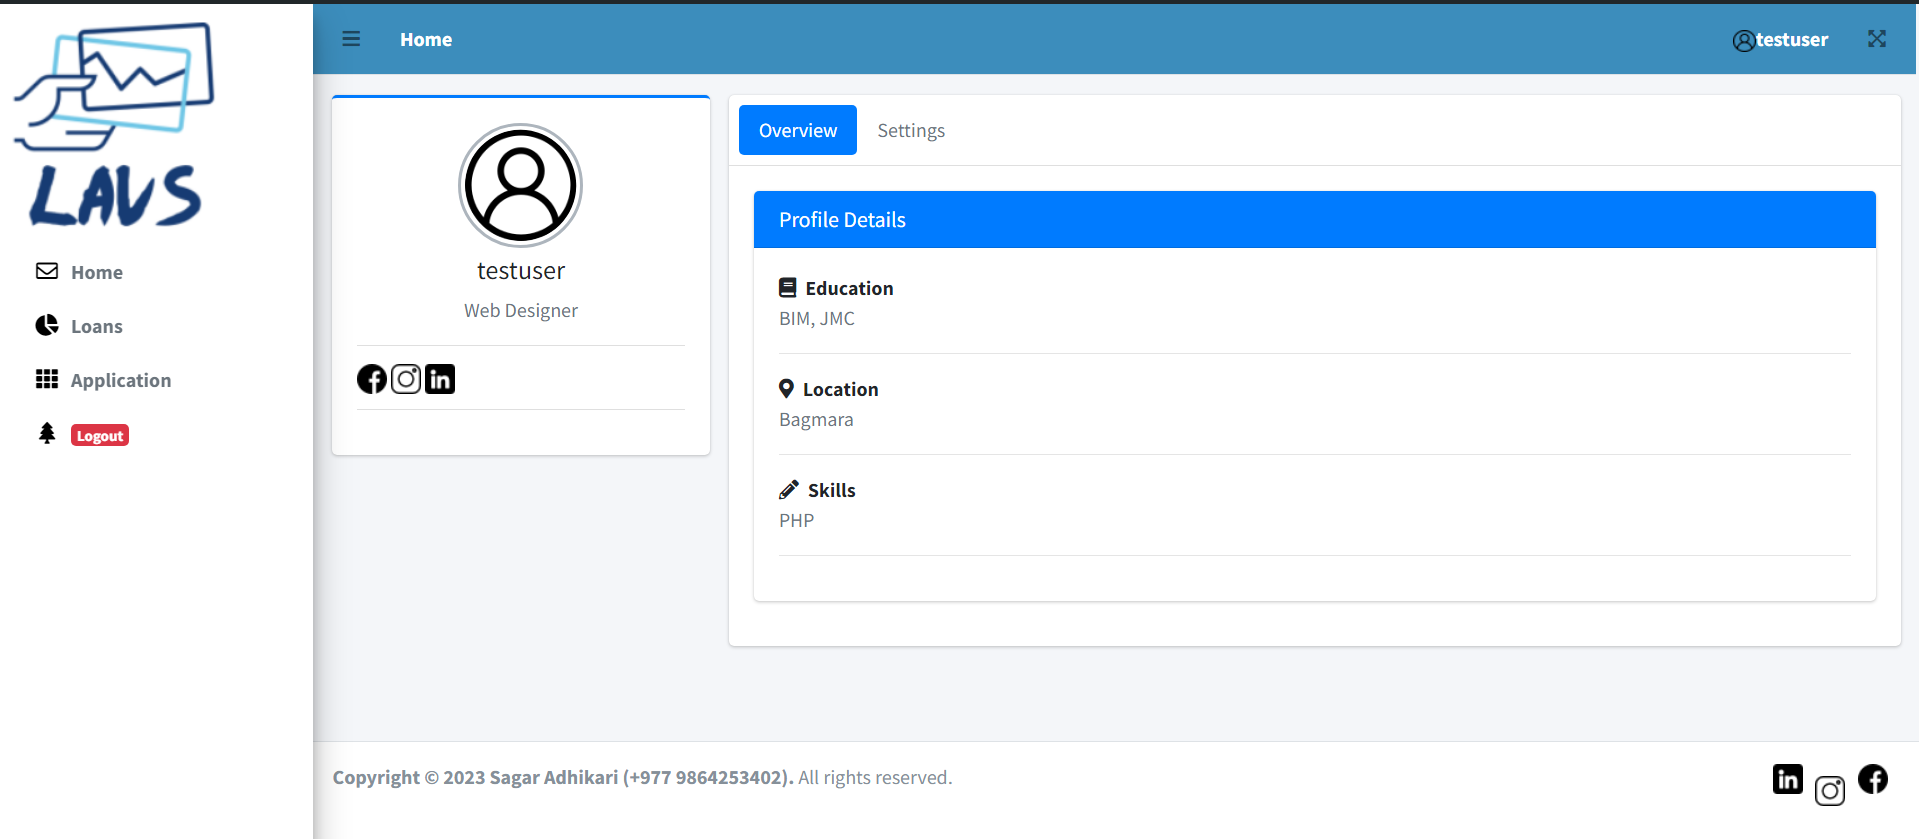 LAVS
Home
Loans
Application
Logout
Home
testuser
testuser
Web Designer
Overview
Settings
Profile Details
Education
BIM, JMC
Location
Bagmara
Skills
PHP
Copyright © 2023 Sagar Adhikari (+977 9864253402). All rights reserved.